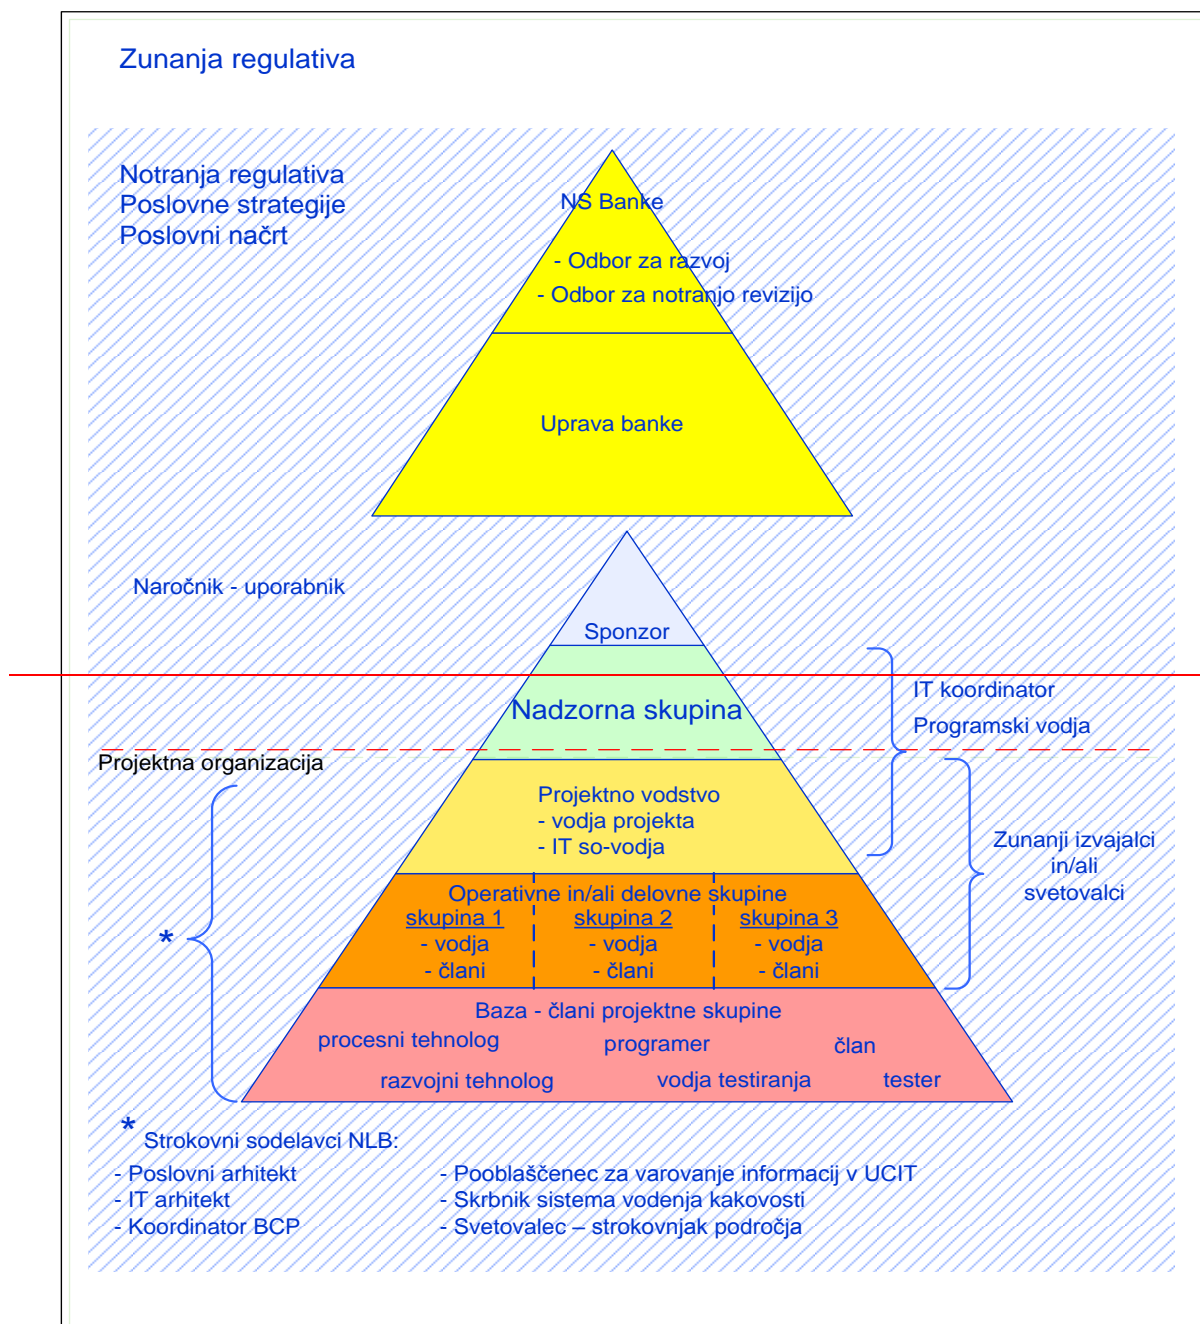 Zunanja regulativa
Notranja regulativa
Poslovne strategije
Poslovni načrt
NS Banke
- Odbor za razvoj
- Odbor za notranjo revizijo
Uprava banke
Naročnik - uporabnik
Sponzor
IT koordinator
Nadzorna skupina
Programski vodja
Projektna organizacija
Projektno vodstvo
- vodja projekta
- IT so-vodja
Zunanji izvajalci
in/ali
svetovalci
Operativne in/ali delovne skupine
skupina 1 skupina 2 skupina 3
- vodja - vodja - vodja
- člani - člani - člani
*
Baza - člani projektne skupine
procesni tehnolog programer član
razvojni tehnolog vodja testiranja tester
* Strokovni sodelavci NLB:
- Poslovni arhitekt - Pooblaščenec za varovanje informacij v UCIT
- IT arhitekt - Skrbnik sistema vodenja kakovosti
- Koordinator BCP - Svetovalec – strokovnjak področja